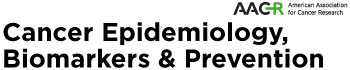 AACR American Association
for Cancer Research
Cancer Epidemiology,
Biomarkers & Prevention